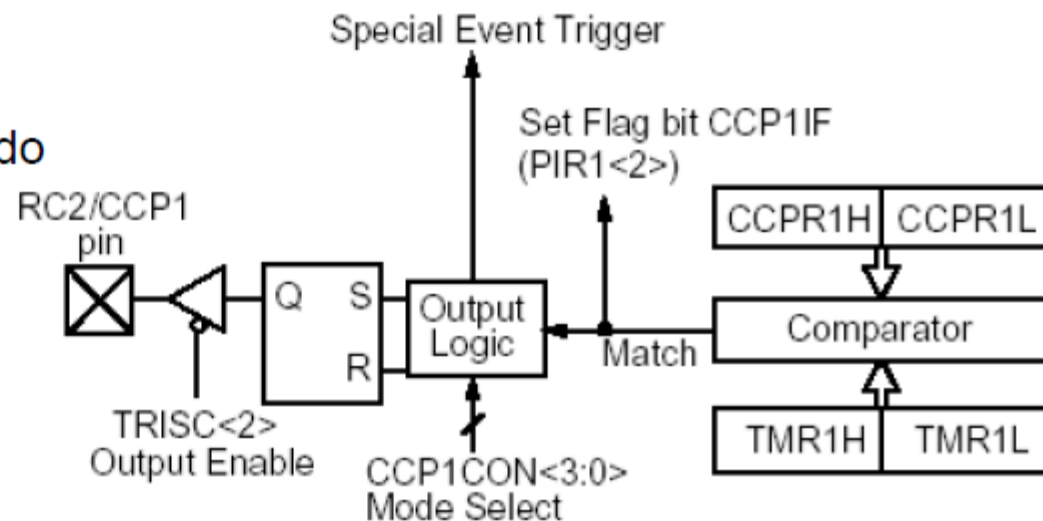 Special Event Trigger
Set Flag bit CCP1IF
(PIR1<2>)
do
RC2/CCP1
pin
CCPR1H CCPR1L
Q S
R
Output
Logic
Match
Comparator
TRISC<2>
Output Enable
CCP1CON<3:0>
Mode Select
TMR1H TMR1L